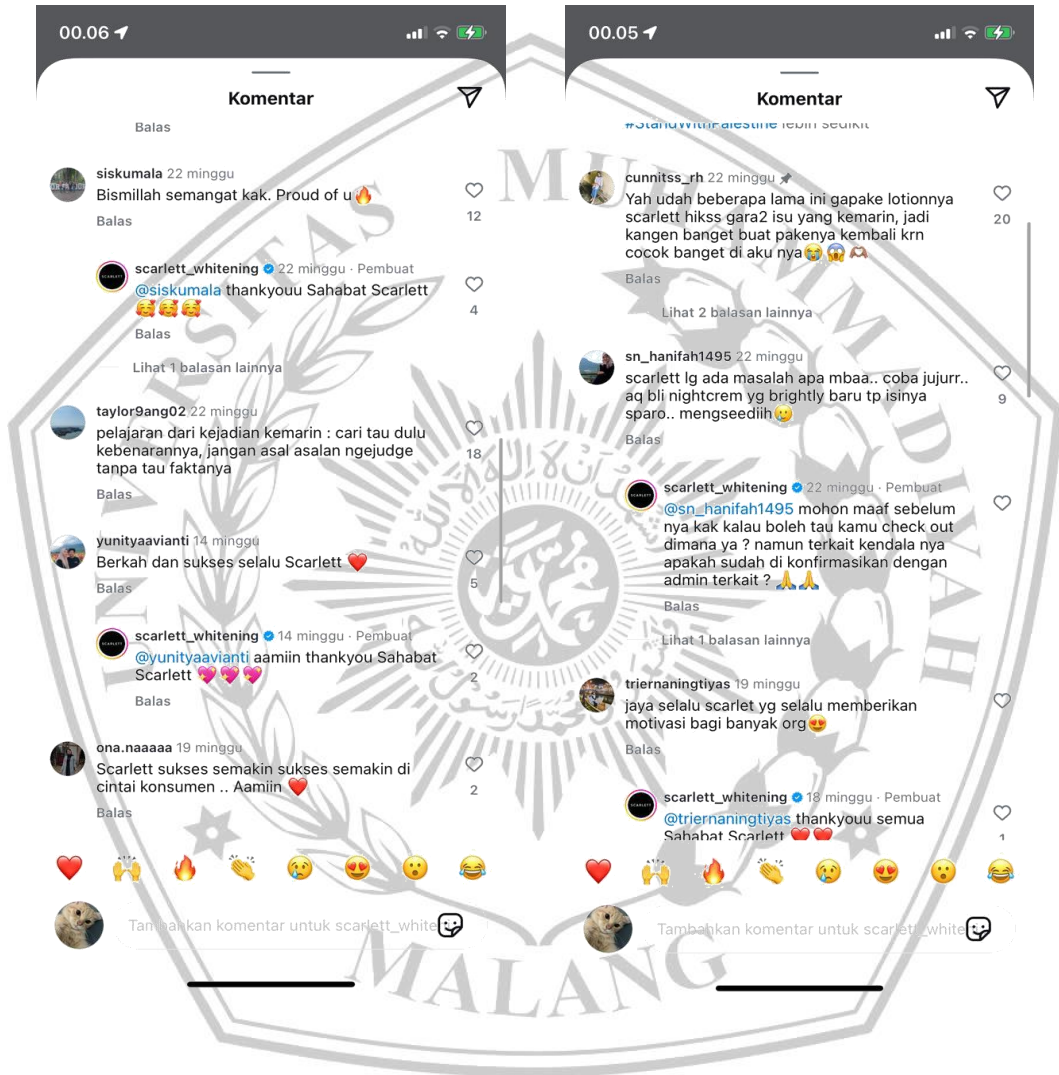 00.06
Komentar
Balas
siskumala 22 minggu
Bismillah semangat kak. Proud of u🔥
12
Balas
scarlett_whitening 22 minggu · Pembuat
@siskumala thankyouu Sahabat Scarlett
🥰🥰🥰
4
Balas
Lihat 1 balasan lainnya
taylor9ang02 22 minggu
pelajaran dari kejadian kemarin : cari tau dulu
kebenarannya, jangan asal asalan ngejudge
tanpa tau faktanya
18
Balas
yunityaavianti 14 minggu
Berkah dan sukses selalu Scarlett ❤️
5
Balas
scarlett_whitening 14 minggu · Pembuat
@yunityaavianti aamiin thankyou Sahabat
Scarlett 💖💖💖
2
Balas
ona.naaaaa 19 minggu
Scarlett sukses semakin sukses semakin di
cintai konsumen .. Aamiin ❤️
2
Balas
❤️🙌🔥👏😢😍😮😂
Tambahkan komentar untuk scarlett_white
00.05
Komentar
#StandWithPalestine lebih sedikit
cunnitss_rh 22 minggu
Yah udah beberapa lama ini gapake lotionnya
scarlett hikss gara2 isu yang kemarin, jadi
kangen banget buat pakenya kembali krn
cocok banget di aku nya😭😱🫶🏽
20
Balas
Lihat 2 balasan lainnya
sn_hanifah1495 22 minggu
scarlett lg ada masalah apa mbaa.. coba jujurr..
aq bli nightcrem yg brightly baru tp isinya
sparo.. mengseediih🥲
9
Balas
scarlett_whitening 22 minggu · Pembuat
@sn_hanifah1495 mohon maaf sebelum
nya kak kalau boleh tau kamu check out
dimana ya ? namun terkait kendala nya
apakah sudah di konfirmasikan dengan
admin terkait ? 🙏🙏
Balas
Lihat 1 balasan lainnya
triernaningtiyas 19 minggu
jaya selalu scarlet yg selalu memberikan
motivasi bagi banyak org😍
Balas
scarlett_whitening 18 minggu · Pembuat
@triernaningtiyas thankyouu semua
Sahabat Scarlett ❤️❤️
1
❤️🙌🔥👏😢😍😮😂
Tambahkan komentar untuk scarlett_white
UNIVERSITAS MUHAMMADIYAH
MALANG